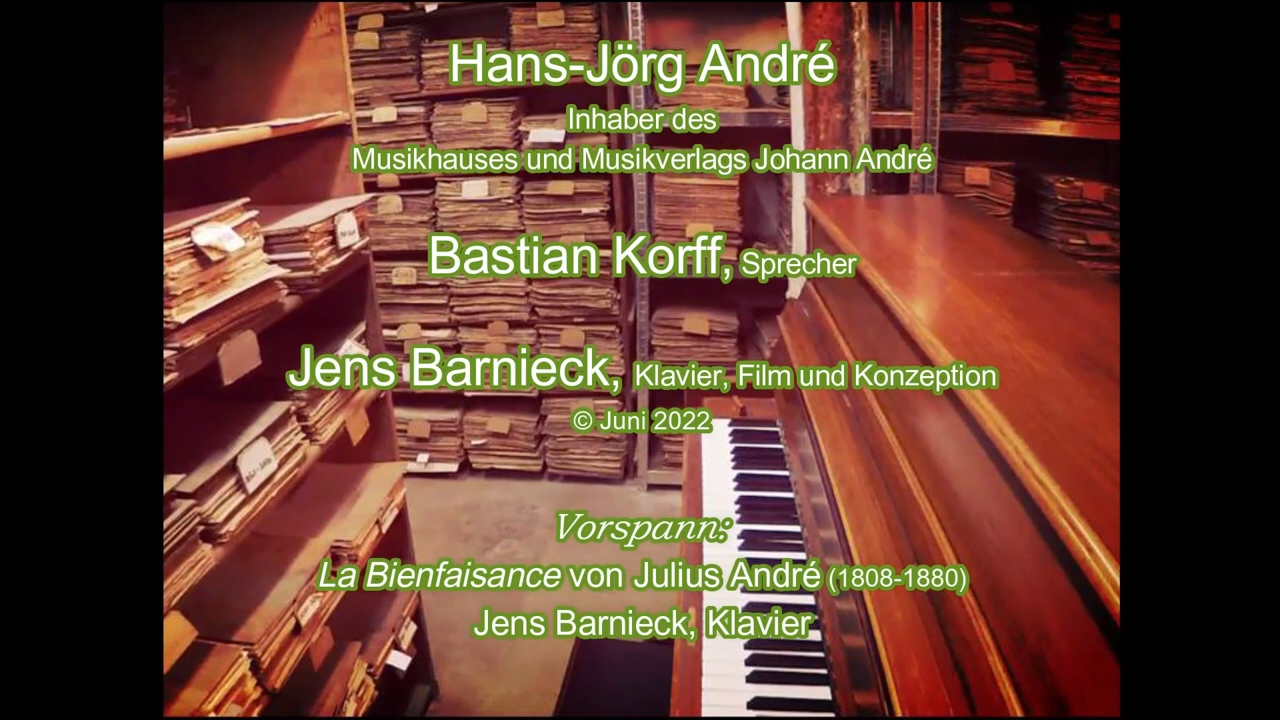 Hans-Jörg André
Inhaber des
Musikhauses und Musikverlags Johann André
Bastian Korff, Sprecher
Jens Barnieck, Klavier, Film und Konzeption
© Juni 2022
Vorspann:
La Bienfaisance von Julius André (1808-1880)
Jens Barnieck, Klavier